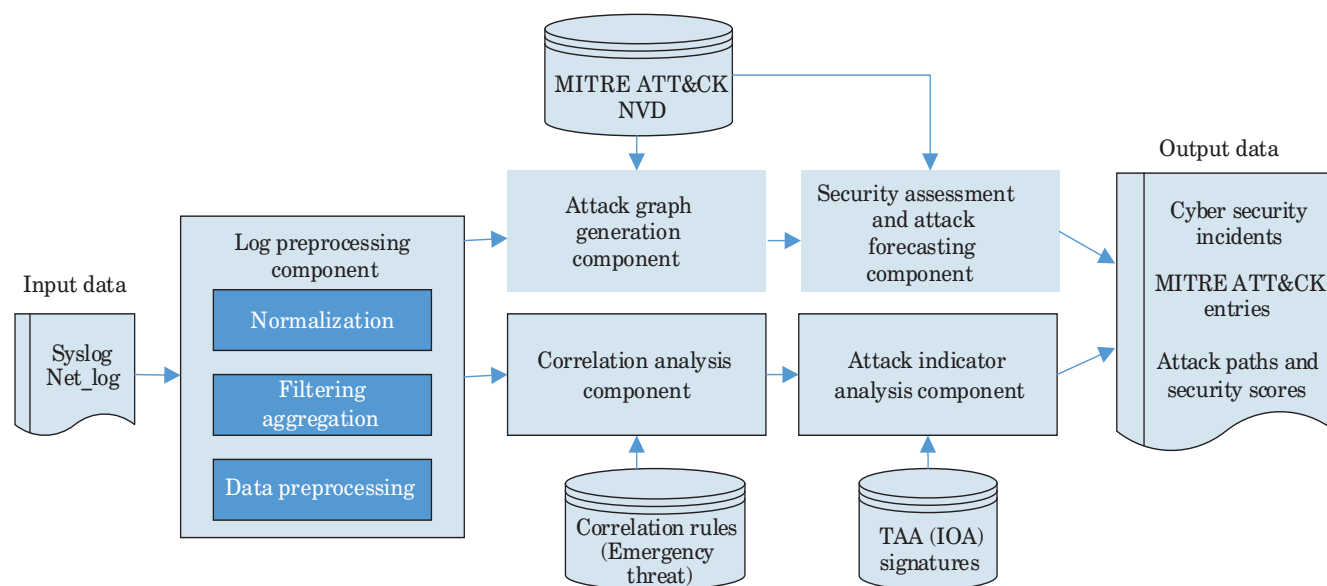 MITRE ATT&CK
NVD
Output data
Attack graph
generation
component
Security assessment
and attack
forecasting
component
Cyber security
incidents
MITRE ATT&CK
entries
Attack paths and
security scores
Input data
Syslog
Net_log
Log preprocessing
component
Normalization
Filtering
aggregation
Data preprocessing
Correlation analysis
component
Attack indicator
analysis component
Correlation rules
(Emergency
threat)
TAA (IOA)
signatures